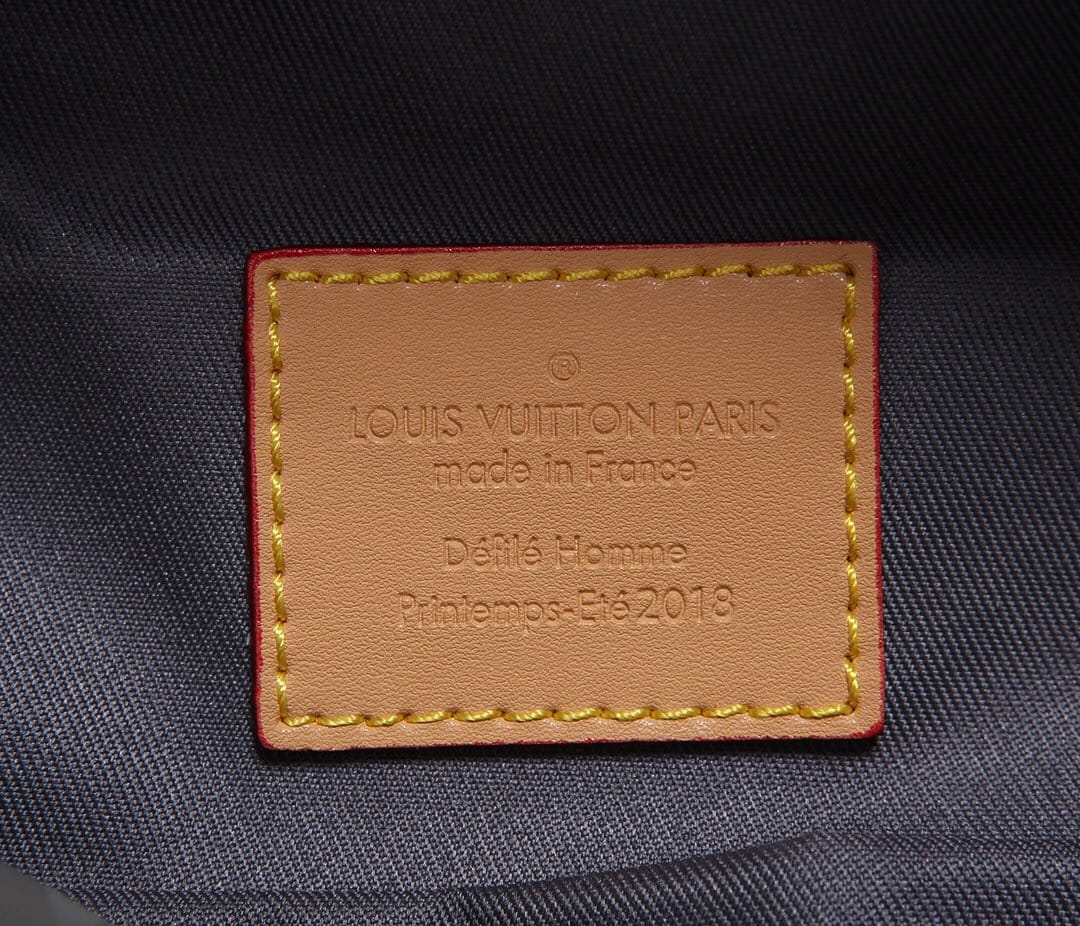 ®
LOUIS VUITTON PARIS
made in France
Défilé Homme
Printemps-Eté 2018